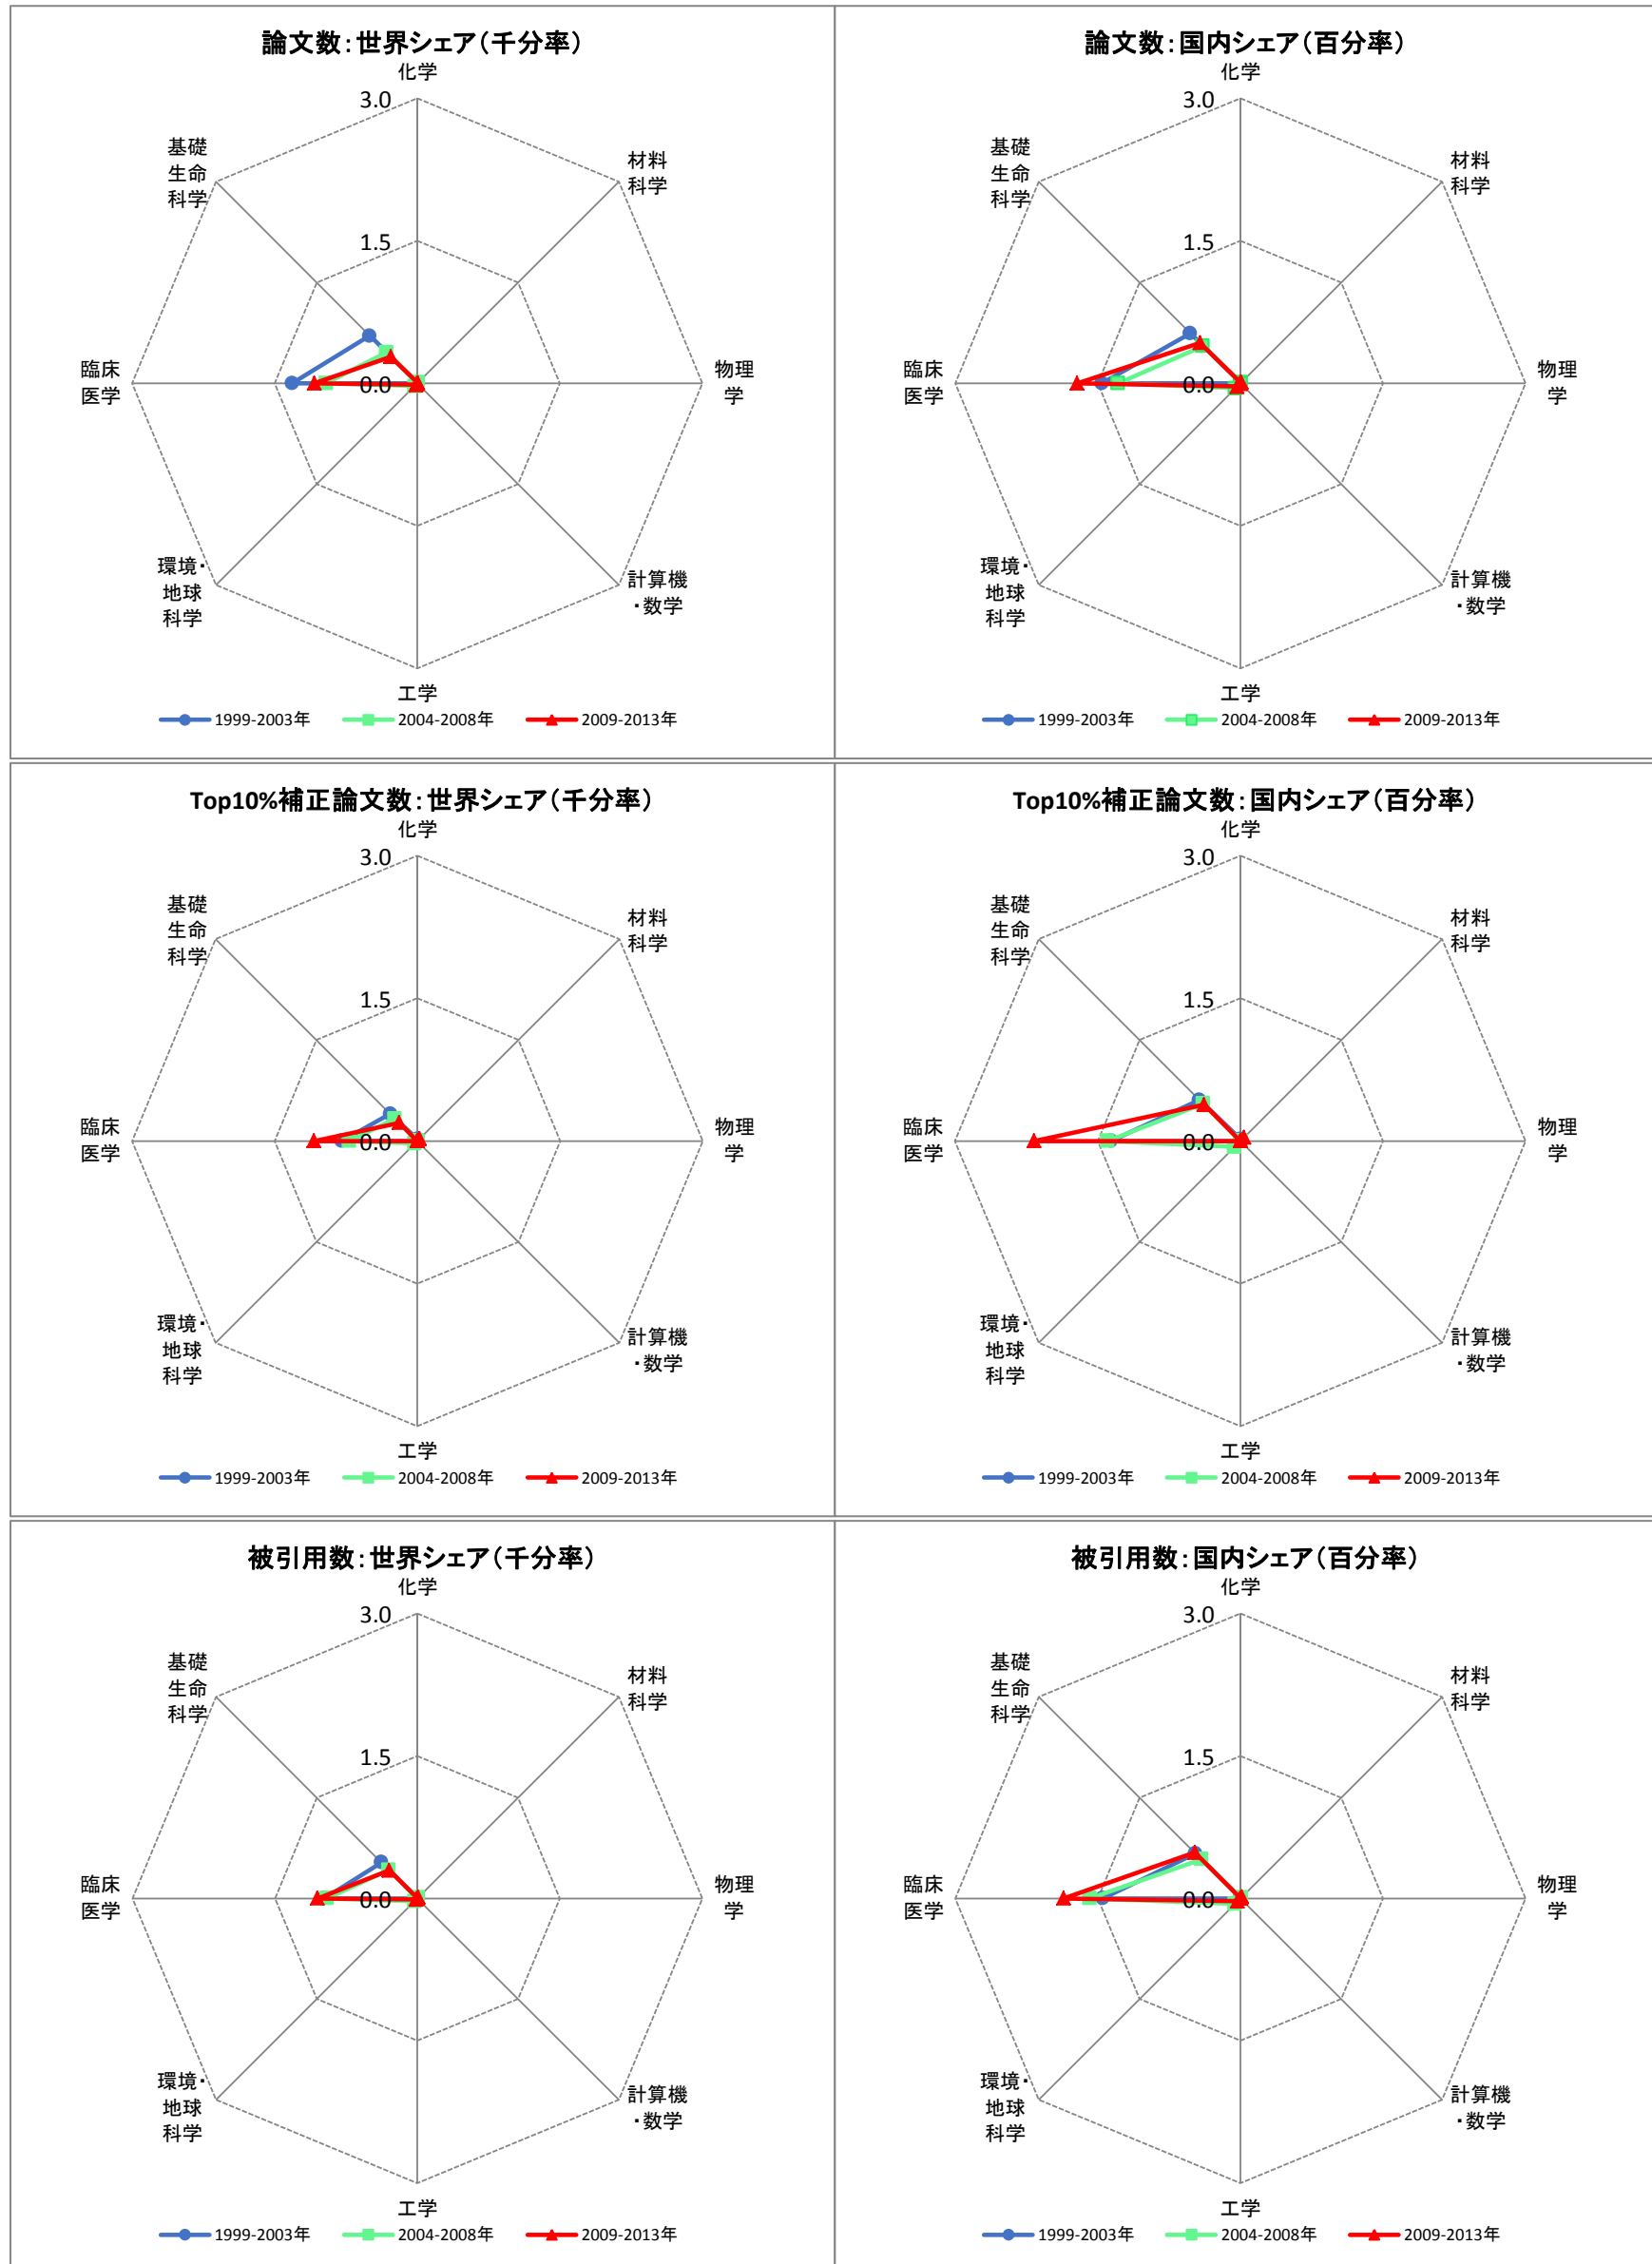 論文数：世界シェア（千分率）
化学
3.0
基礎
生命
科学
材料
科学
1.5
臨床
医学
0.0
物理
学
環境・
地球
科学
計算機
・数学
工学
1999-2003年 2004-2008年 2009-2013年
論文数：国内シェア（百分率）
化学
3.0
基礎
生命
科学
材料
科学
1.5
臨床
医学
0.0
物理
学
環境・
地球
科学
計算機
・数学
工学
1999-2003年 2004-2008年 2009-2013年
Top10%補正論文数：世界シェア（千分率）
化学
3.0
基礎
生命
科学
材料
科学
1.5
臨床
医学
0.0
物理
学
環境・
地球
科学
計算機
・数学
工学
1999-2003年 2004-2008年 2009-2013年
Top10%補正論文数：国内シェア（百分率）
化学
3.0
基礎
生命
科学
材料
科学
1.5
臨床
医学
0.0
物理
学
環境・
地球
科学
計算機
・数学
工学
1999-2003年 2004-2008年 2009-2013年
被引用数：世界シェア（千分率）
化学
3.0
基礎
生命
科学
材料
科学
1.5
臨床
医学
0.0
物理
学
環境・
地球
科学
計算機
・数学
工学
1999-2003年 2004-2008年 2009-2013年
被引用数：国内シェア（百分率）
化学
3.0
基礎
生命
科学
材料
科学
1.5
臨床
医学
0.0
物理
学
環境・
地球
科学
計算機
・数学
工学
1999-2003年 2004-2008年 2009-2013年